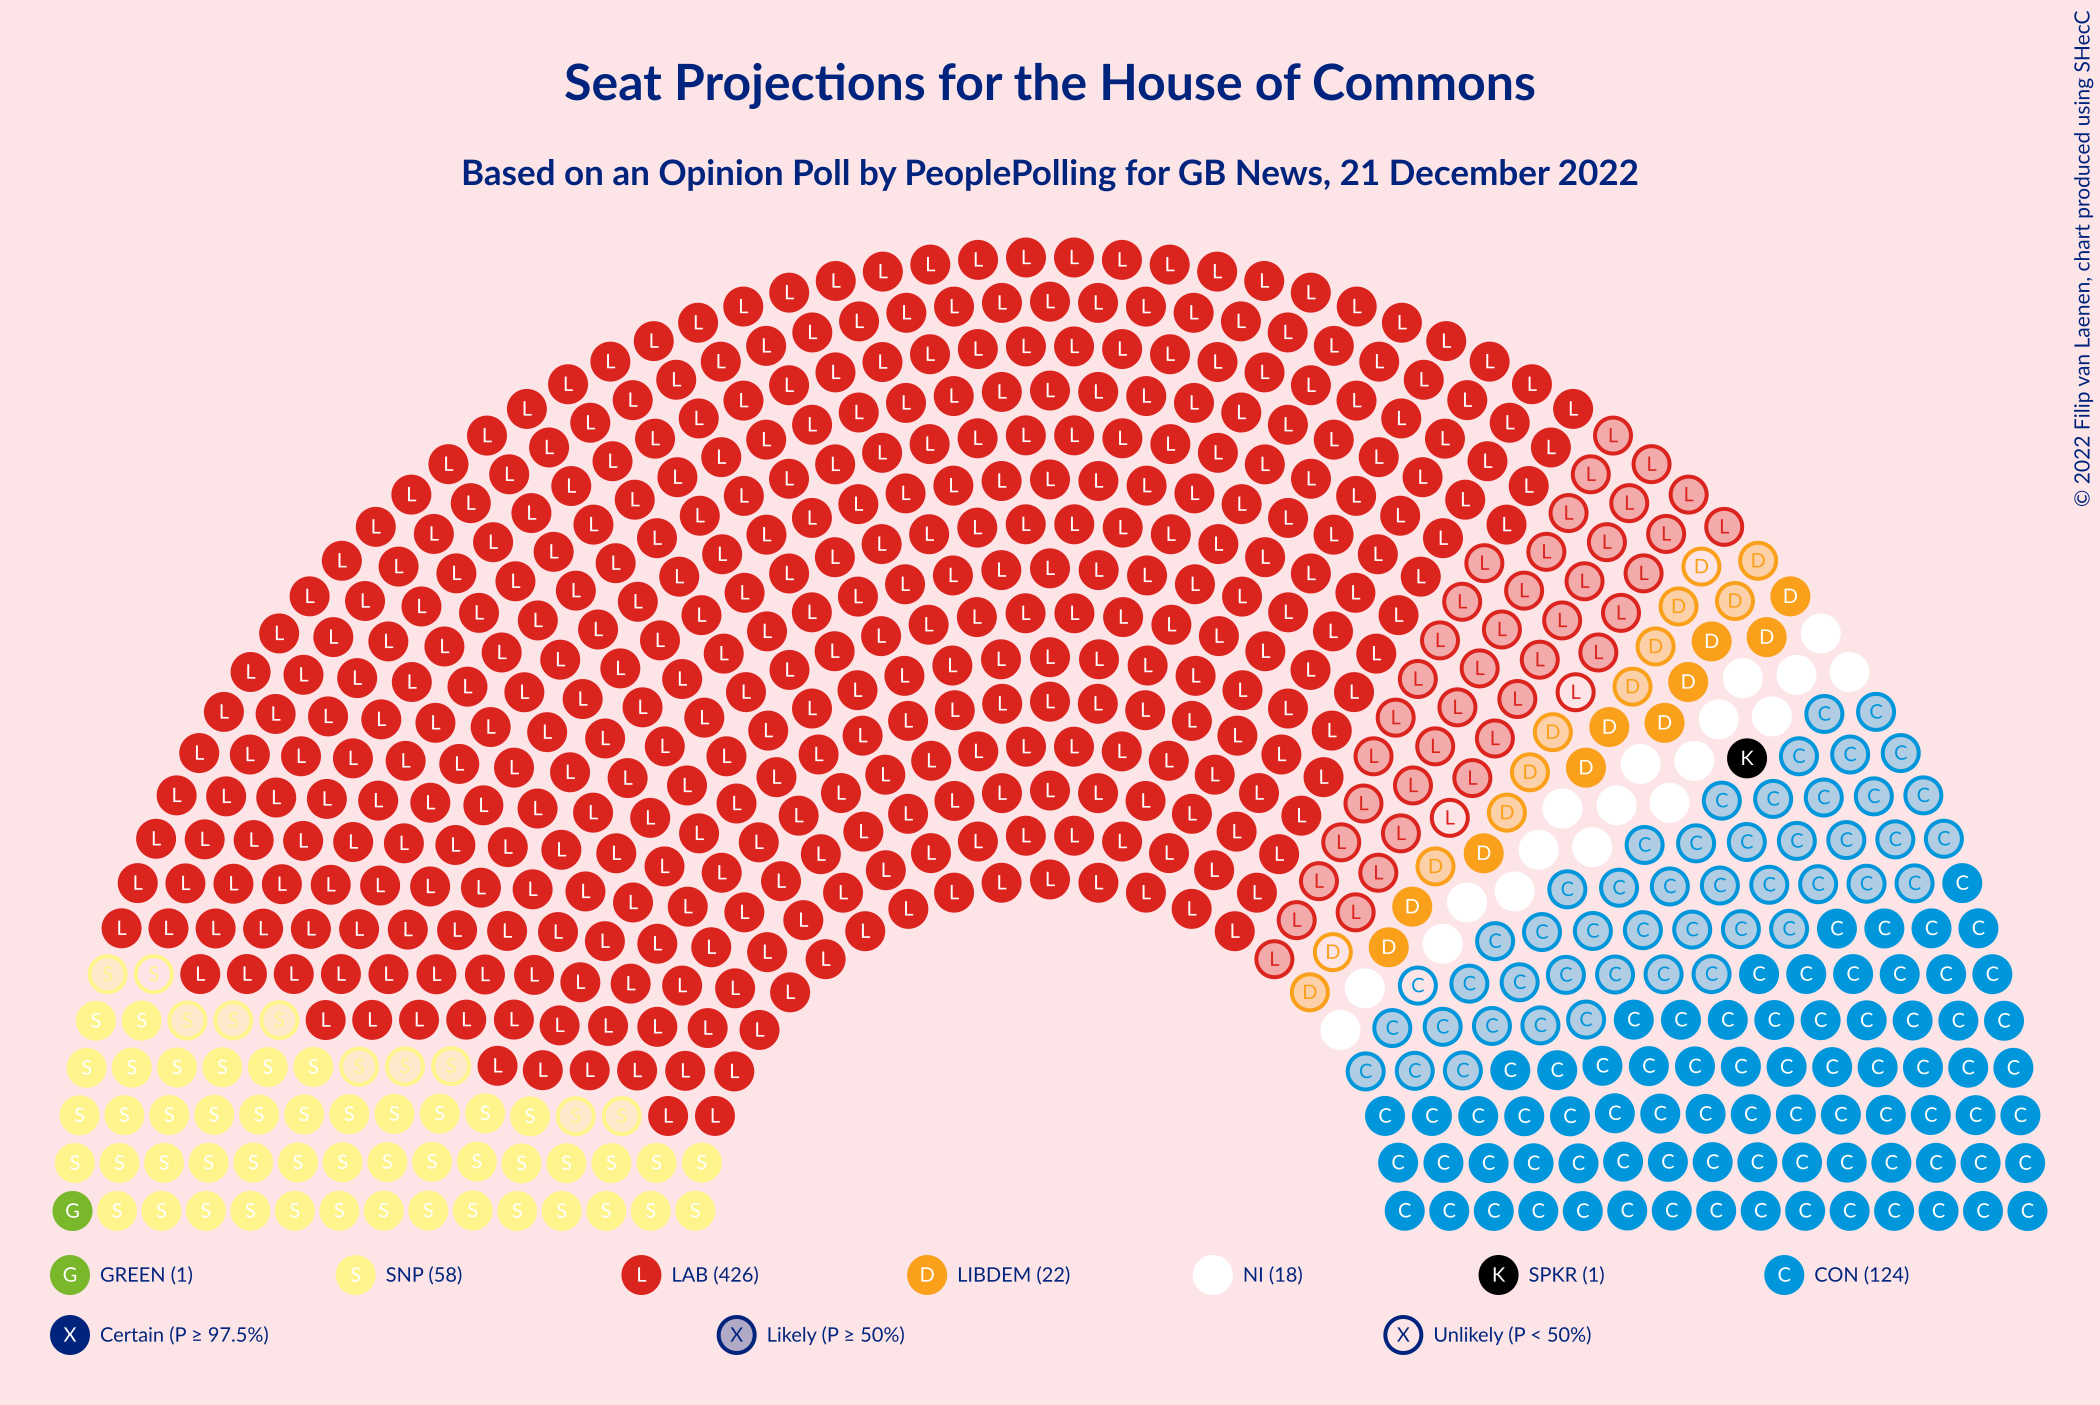 Seat Projections for the House of Commons
Based on an Opinion Poll by PeoplePolling for GB News, 21 December 2022
© 2022 Filip van Laenen, chart produced using SHecC
G GREEN (1)
S SNP (58)
L LAB (426)
D LIBDEM (22)
NI (18)
K SPKR (1)
C CON (124)
X Certain (P ≥ 97.5%)
X Likely (P ≥ 50%)
X Unlikely (P < 50%)